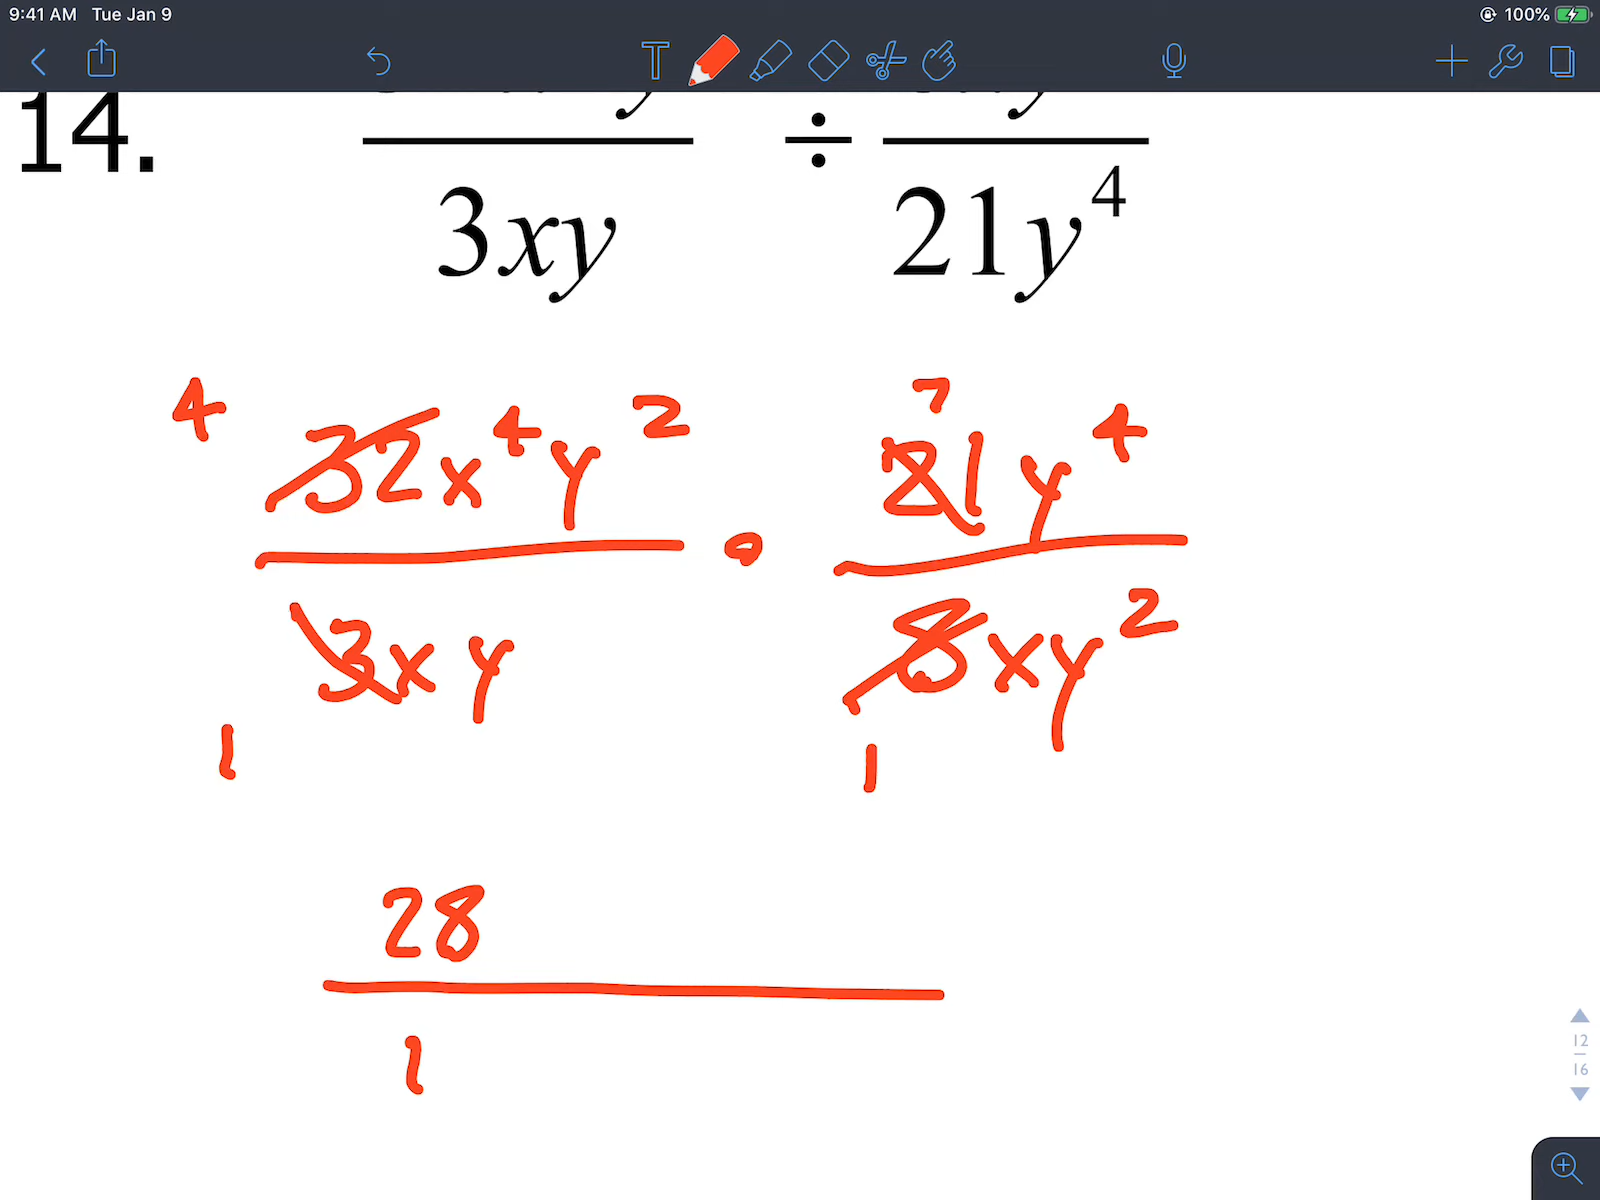 9:41 AM Tue Jan 9 100%
T
14. ÷
3xy 21y⁴
4 7
32x⁴y² • 21y⁴
3xy 8xy²
1 1
28
1
12
16